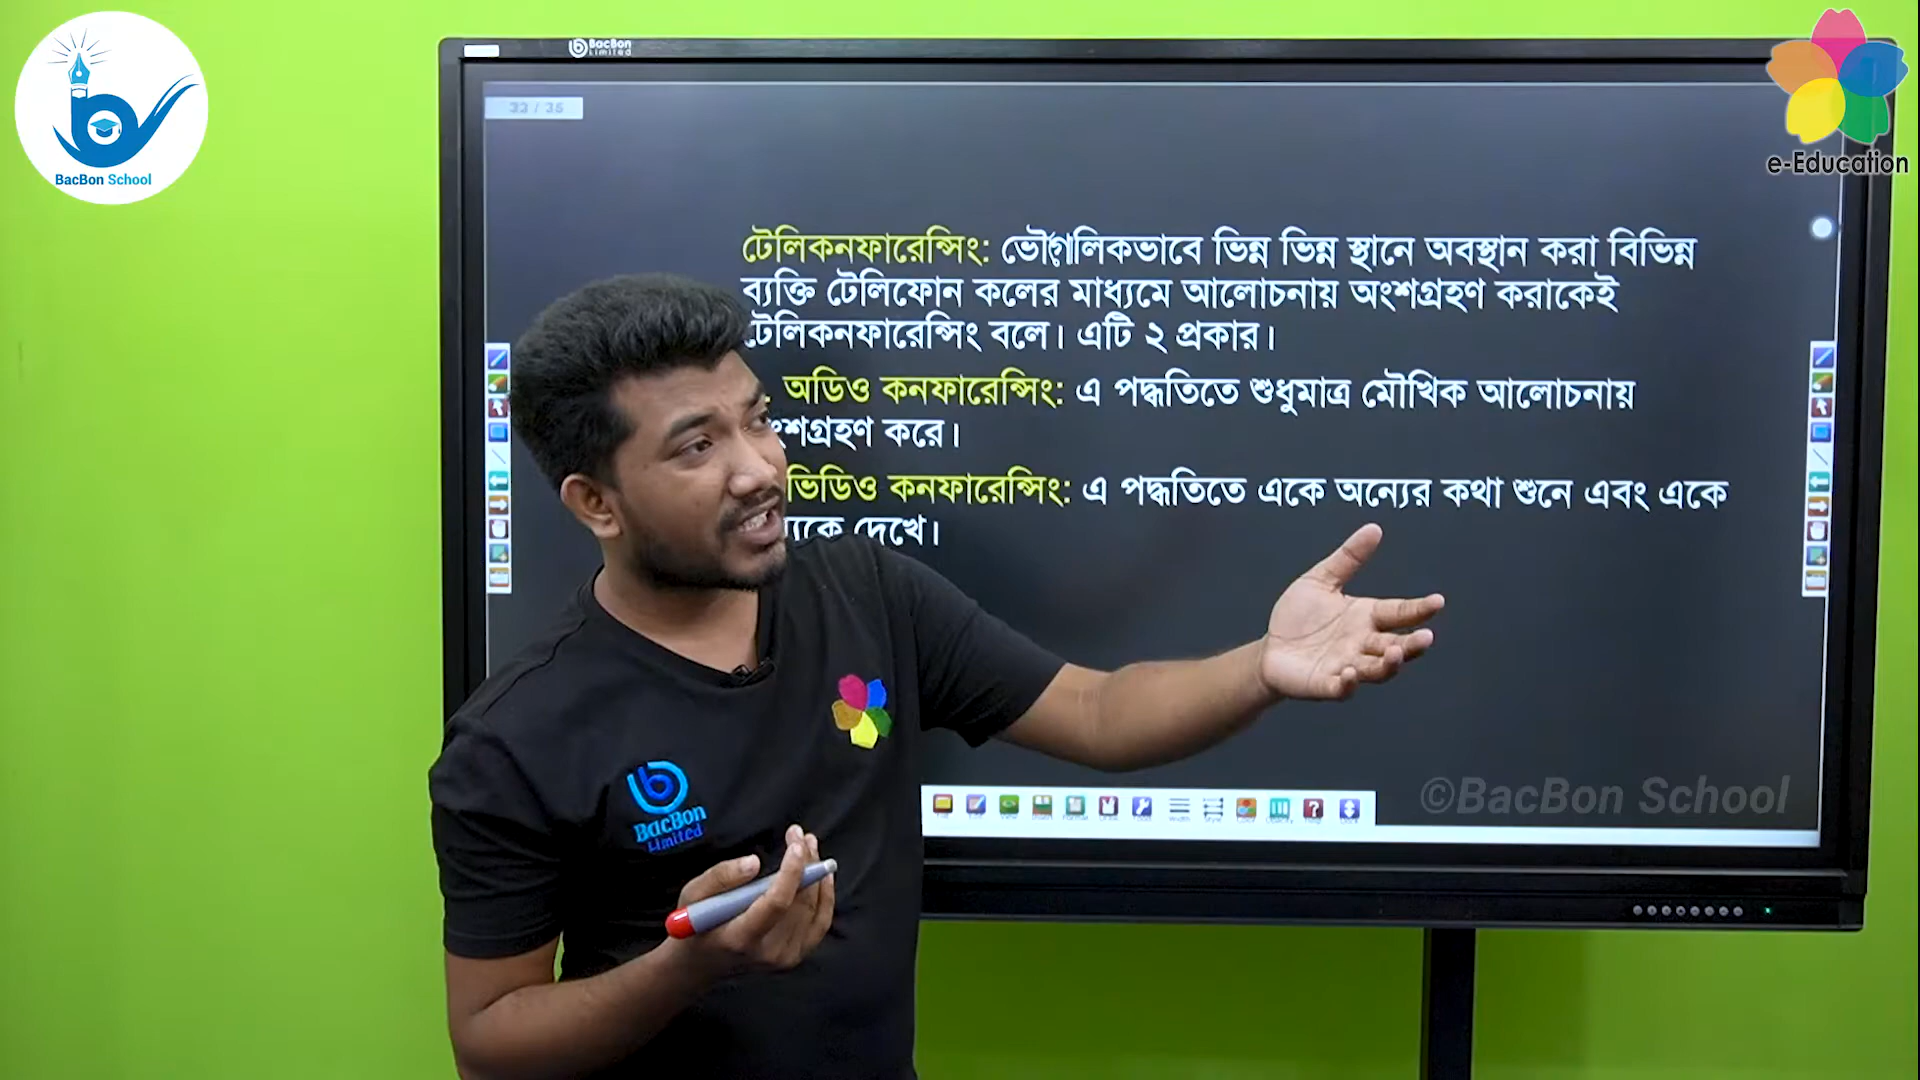 BacBon School
BacBon
Limited
e-Education
33 / 35
টেলিকনফারেন্সিং: ভৌগোলিকভাবে ভিন্ন ভিন্ন স্থানে অবস্থান করা বিভিন্ন
ব্যক্তি টেলিফোন কলের মাধ্যমে আলোচনায় অংশগ্রহণ করাকেই
টেলিকনফারেন্সিং বলে। এটি ২ প্রকার।
অডিও কনফারেন্সিং: এ পদ্ধতিতে শুধুমাত্র মৌখিক আলোচনায়
করে।
ভিডিও কনফারেন্সিং: এ পদ্ধতিতে একে অন্যের কথা শুনে এবং একে
দেখে।
©BacBon School
BacBon
Limited